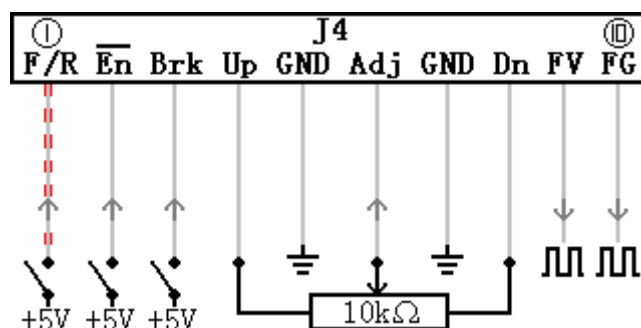 J4
① ⑩
F/R En Brk Up GND Adj GND Dn FV FG
+5V +5V +5V 10kΩ